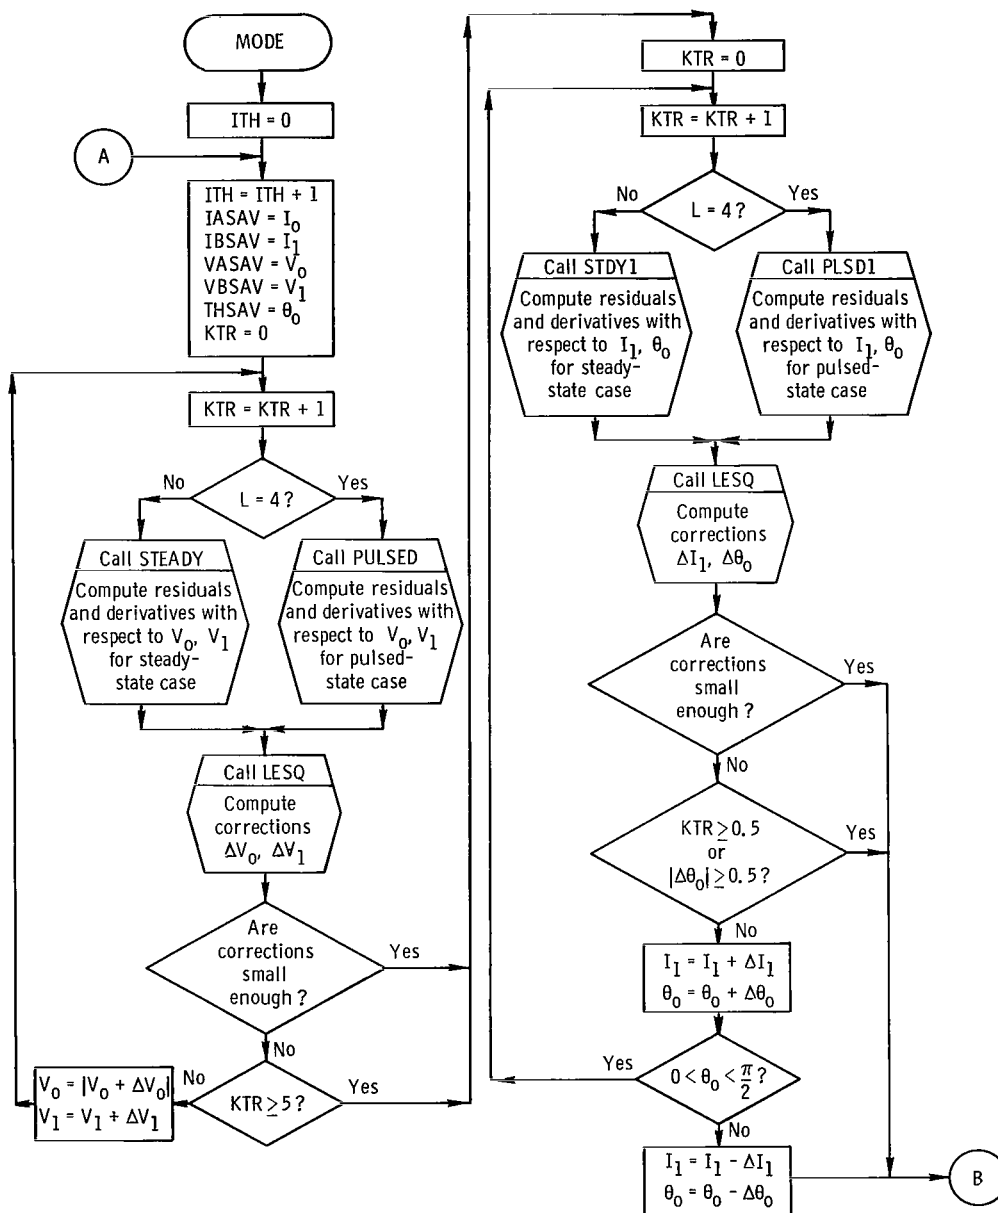 MODE
ITH = 0
A
ITH = ITH + 1
IASAV = I₀
IBSAV = I₁
VASAV = V₀
VBSAV = V₁
THSAV = θ₀
KTR = 0
KTR = KTR + 1
No
L = 4 ?
Yes
Call STEADY
Compute residuals
and derivatives with
respect to V₀, V₁
for steady-
state case
Call PULSED
Compute residuals
and derivatives with
respect to V₀, V₁
for pulsed-
state case
Call LESQ
Compute
corrections
ΔV₀, ΔV₁
Are
corrections
small
enough ?
Yes
No
KTR ≥ 5 ?
Yes
No
V₀ = |V₀ + ΔV₀|
V₁ = V₁ + ΔV₁
KTR = 0
KTR = KTR + 1
No
L = 4 ?
Yes
Call STDY1
Compute residuals
and derivatives with
respect to I₁, θ₀
for steady-
state case
Call PLSD1
Compute residuals
and derivatives with
respect to I₁, θ₀
for pulsed-
state case
Call LESQ
Compute
corrections
ΔI₁, Δθ₀
Are
corrections
small
enough ?
Yes
No
KTR ≥ 0.5
or
|Δθ₀| ≥ 0.5 ?
Yes
No
I₁ = I₁ + ΔI₁
θ₀ = θ₀ + Δθ₀
Yes
0 < θ₀ < π/2 ?
No
I₁ = I₁ - ΔI₁
θ₀ = θ₀ - Δθ₀
B